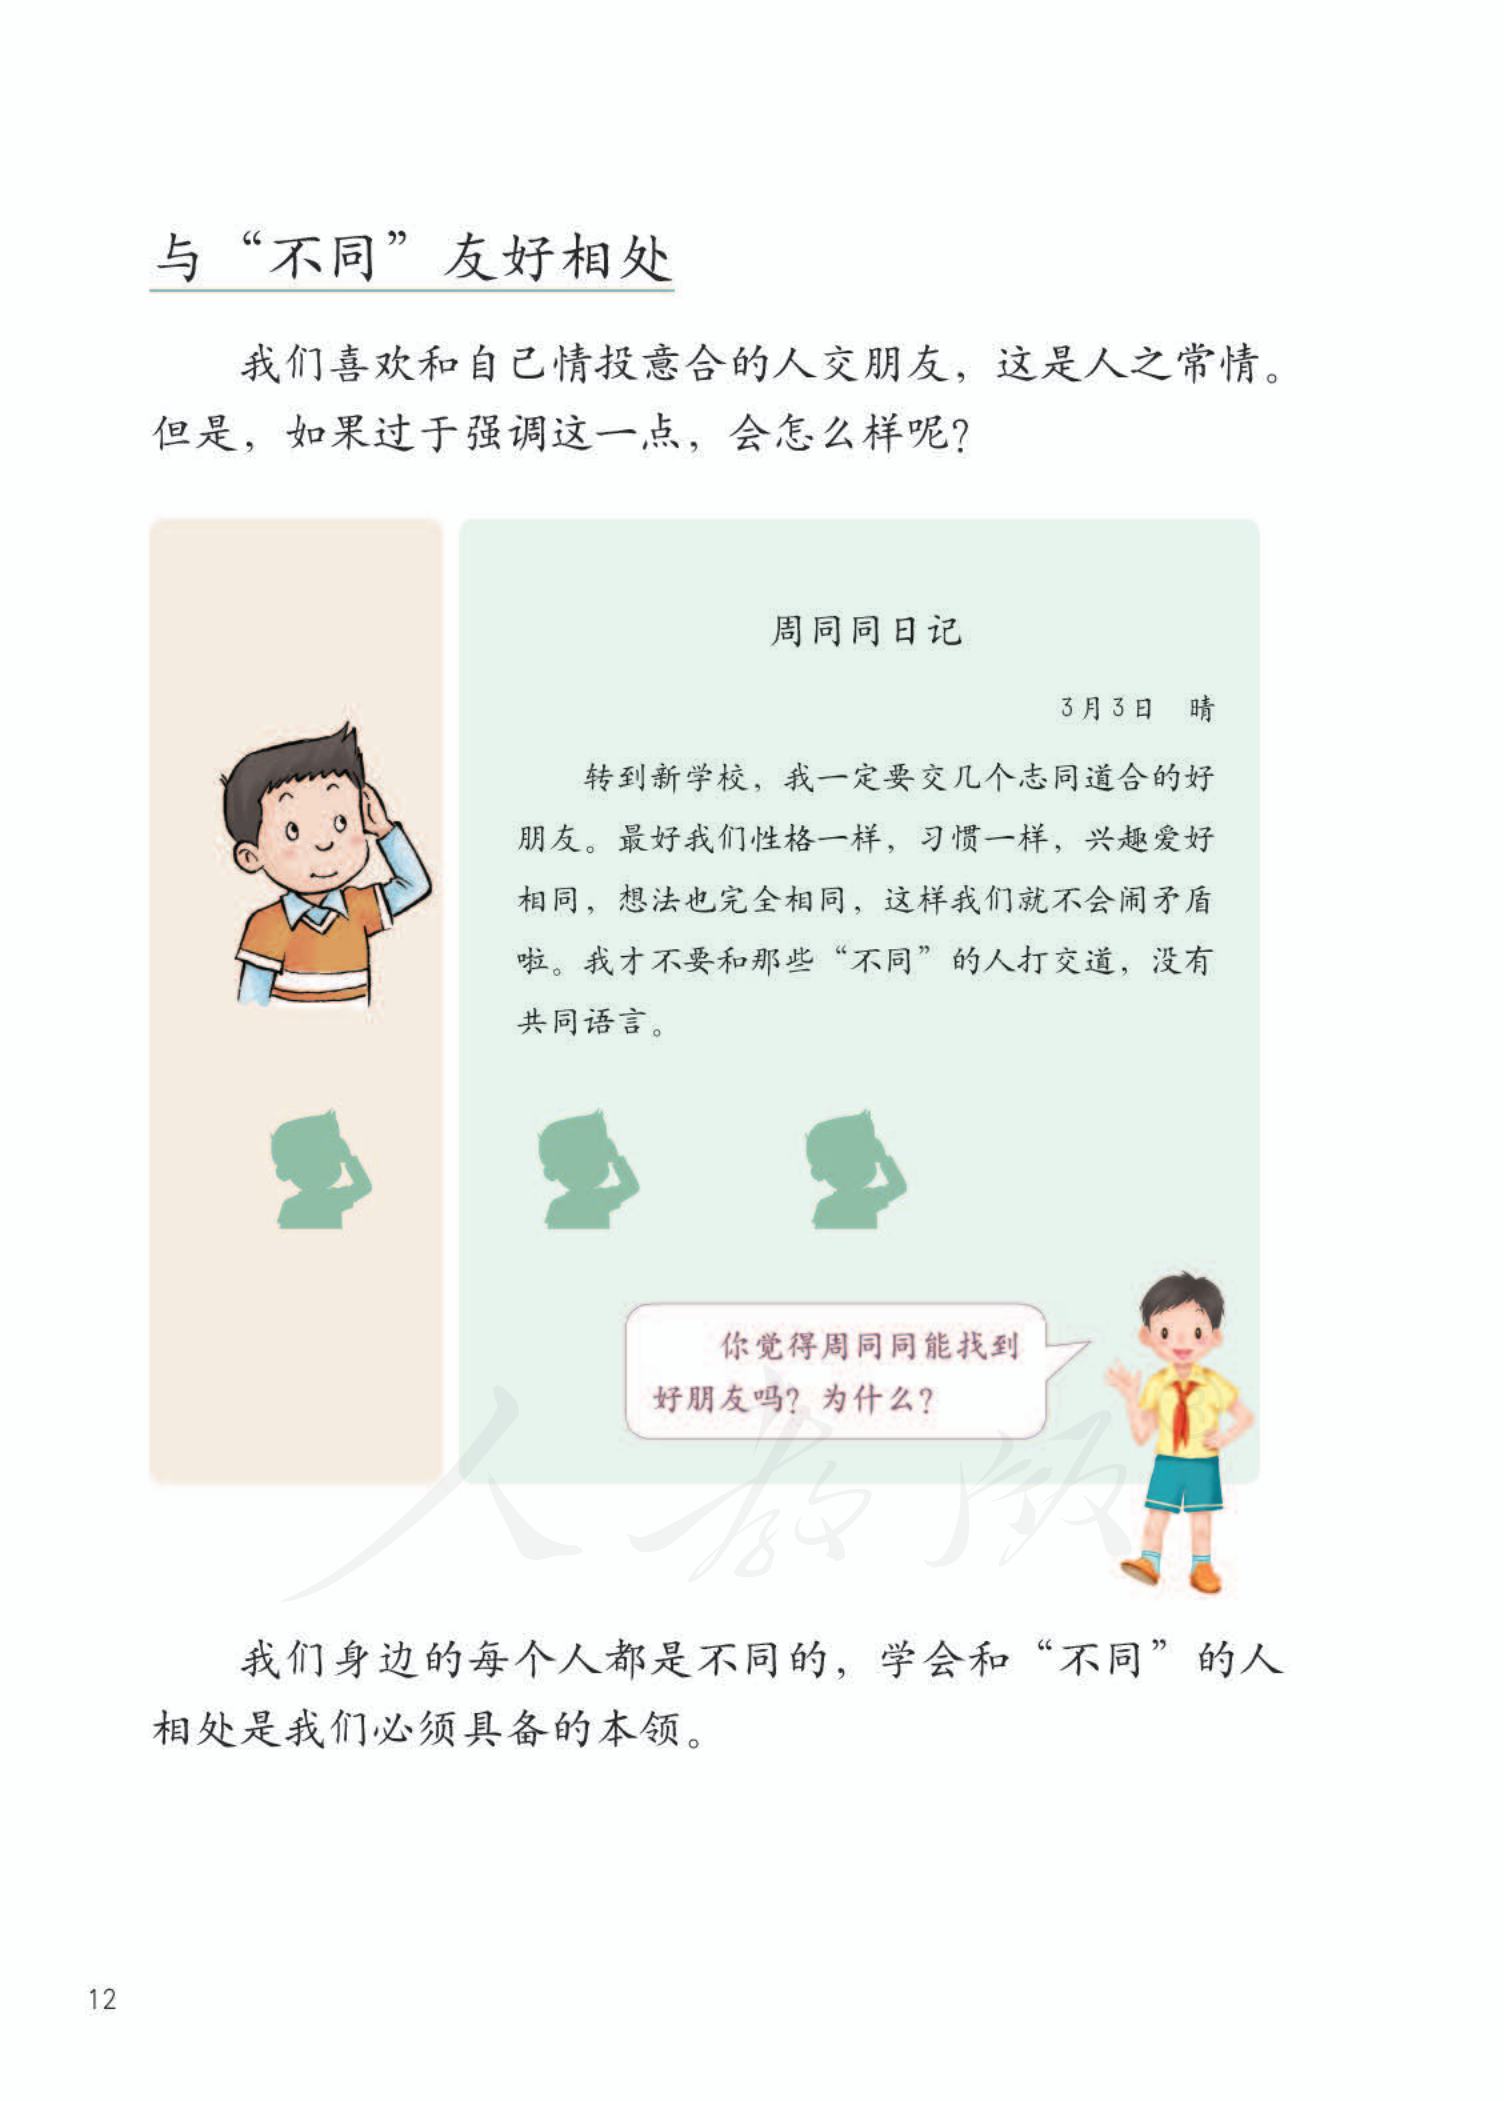 与“不同”友好相处
我们喜欢和自己情投意合的人交朋友，这是人之常情。
但是，如果过于强调这一点，会怎么样呢？
周同同日记
3月3日 晴
转到新学校，我一定要交几个志同道合的好
朋友。最好我们性格一样，习惯一样，兴趣爱好
相同，想法也完全相同，这样我们就不会闹矛盾
啦。我才不要和那些“不同”的人打交道，没有
共同语言。
你觉得周同同能找到
好朋友吗？为什么？
人教版
我们身边的每个人都是不同的，学会和“不同”的人
相处是我们必须具备的本领。
12